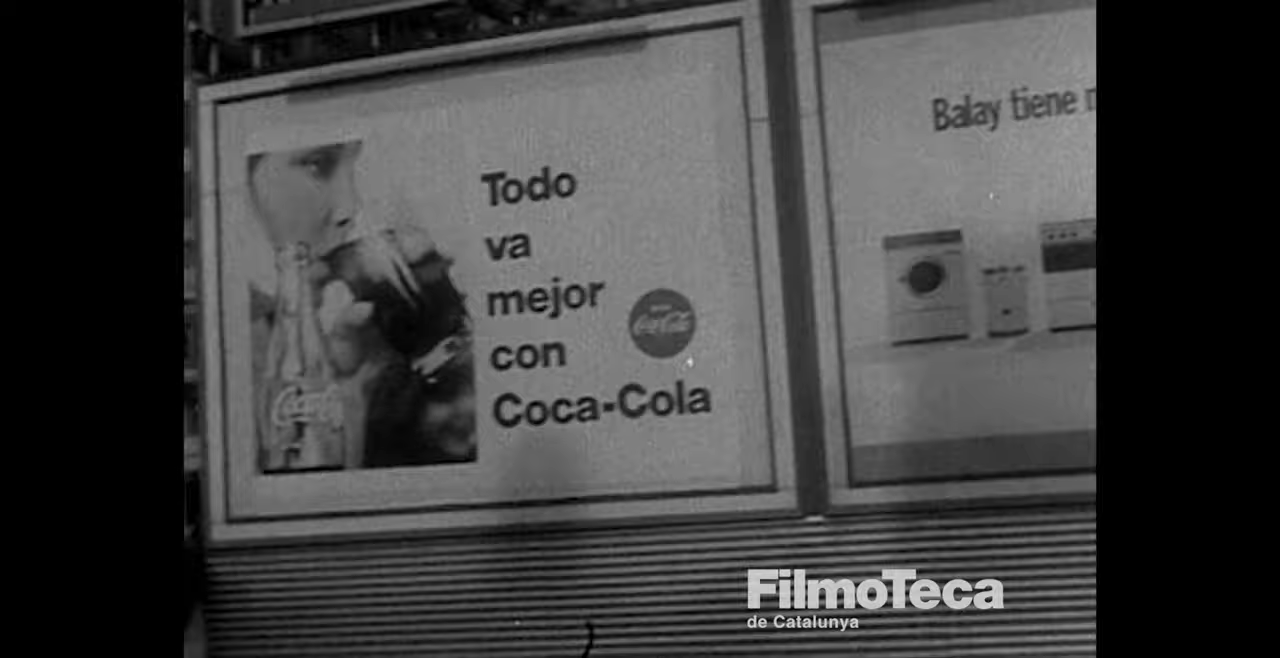 Todo
va
mejor
con
Coca-Cola
Coca-Cola
Balay tiene
FilmoTeca
de Catalunya